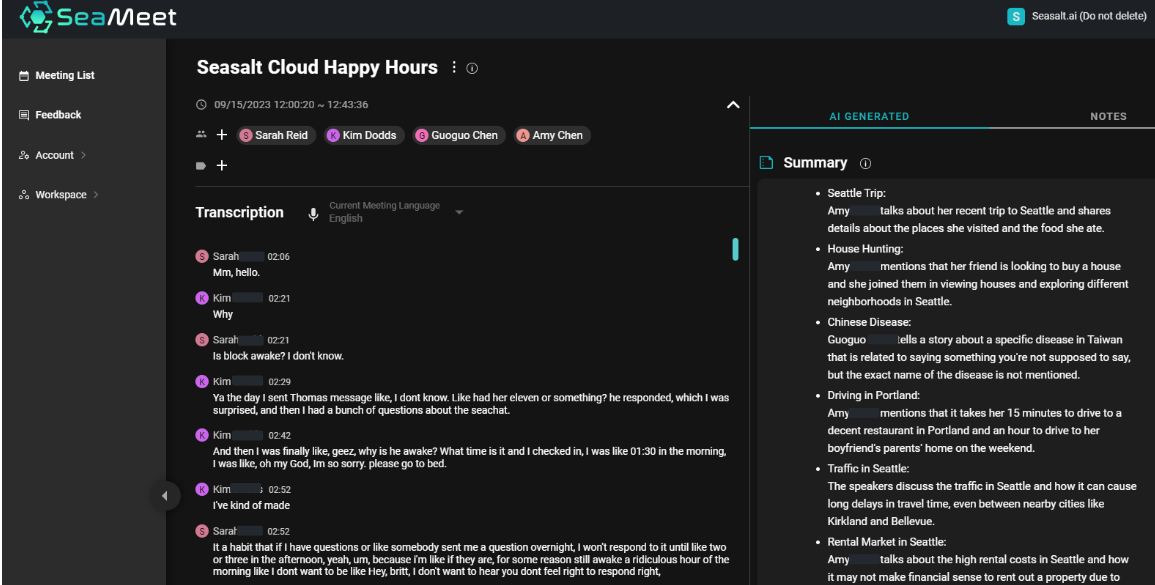 SeaMeet
S Seasalt.ai (Do not delete)
Meeting List
Feedback
Account
Workspace
Seasalt Cloud Happy Hours
09/15/2023 12:00:20 ~ 12:43:36
S Sarah Reid K Kim Dodds G Guoguo Chen A Amy Chen
Transcription
Current Meeting Language
English
S Sarah 02:06
Mm, hello.
K Kim 02:21
Why
S Sarah 02:21
Is block awake? I don't know.
K Kim 02:29
Ya the day I sent Thomas message like, I dont know. Like had her eleven or something? he responded, which I was
surprised, and then I had a bunch of questions about the seachat.
K Kim 02:42
And then I was finally like, geez, why is he awake? What time is it and I checked in, I was like 01:30 in the morning,
I was like, oh my God, Im so sorry. please go to bed.
K Kim 02:52
I've kind of made
S Sarah 02:52
It a habit that if I have questions or like somebody sent me a question overnight, I won't respond to it until like two
or three in the afternoon, yeah, um, because i'm like if they are, for some reason still awake a ridiculous hour of the
morning like I dont want to be like Hey, britt, I don't want to hear you dont feel right to respond right,
AI GENERATED
NOTES
Summary
• Seattle Trip:
Amy talks about her recent trip to Seattle and shares
details about the places she visited and the food she ate.
• House Hunting:
Amy mentions that her friend is looking to buy a house
and she joined them in viewing houses and exploring different
neighborhoods in Seattle.
• Chinese Disease:
Guoguo tells a story about a specific disease in Taiwan
that is related to saying something you're not supposed to say,
but the exact name of the disease is not mentioned.
• Driving in Portland:
Amy mentions that it takes her 15 minutes to drive to a
decent restaurant in Portland and an hour to drive to her
boyfriend's parents' home on the weekend.
• Traffic in Seattle:
The speakers discuss the traffic in Seattle and how it can cause
long delays in travel time, even between nearby cities like
Kirkland and Bellevue.
• Rental Market in Seattle:
Amy talks about the high rental costs in Seattle and how
it may not make financial sense to rent out a property due to